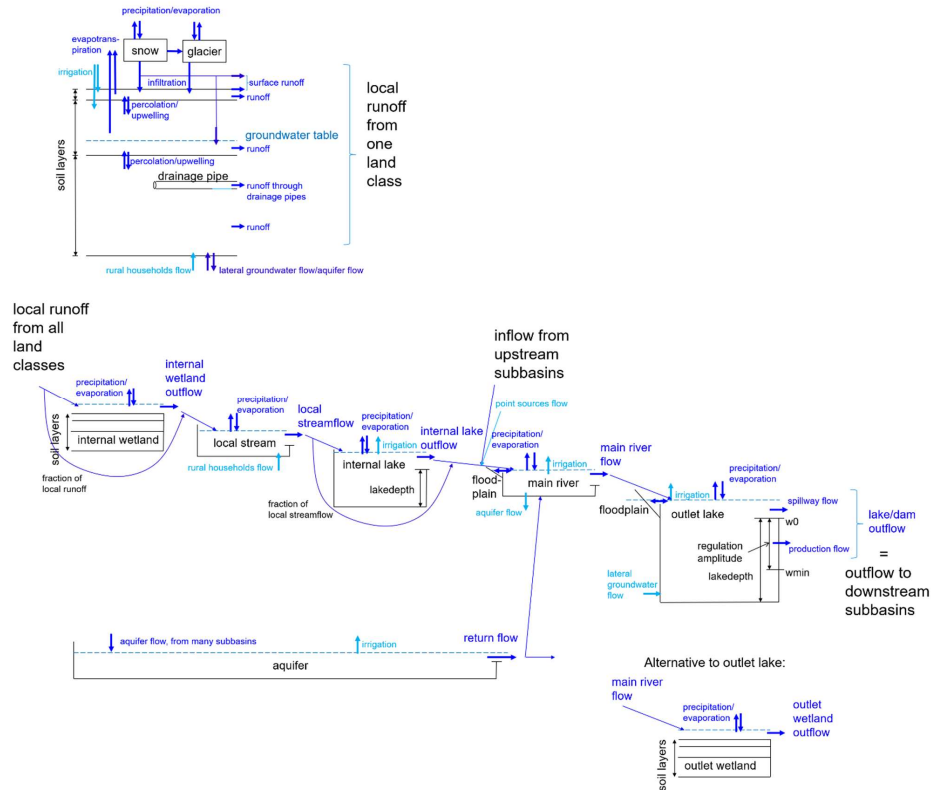 precipitation/evaporation
evapotrans-
piration
snow
glacier
irrigation
infiltration
surface runoff
runoff
percolation/
upwelling
groundwater table
runoff
percolation/upwelling
drainage pipe
runoff through
drainage pipes
runoff
soil layers
rural households flow
lateral groundwater flow/aquifer flow
local
runoff
from
one
land
class
local runoff
from all
land
classes
precipitation/
evaporation
internal
wetland
outflow
soil layers
internal wetland
fraction of
local runoff
precipitation/
evaporation
local stream
rural households flow
local
streamflow
precipitation/
evaporation
irrigation
internal lake
lakedepth
fraction of
local streamflow
internal lake
outflow
inflow from
upstream
subbasins
point sources flow
precipitation/
evaporation
irrigation
flood-
plain
main river
aquifer flow
main river
flow
precipitation/
evaporation
irrigation
floodplain
outlet lake
spillway flow
w0
regulation
amplitude
production flow
lakedepth
wmin
lateral
groundwater
flow
lake/dam
outflow
=
outflow to
downstream
subbasins
aquifer flow, from many subbasins
irrigation
return flow
aquifer
Alternative to outlet lake:
main river
flow
precipitation/
evaporation
outlet
wetland
outflow
soil layers
outlet wetland